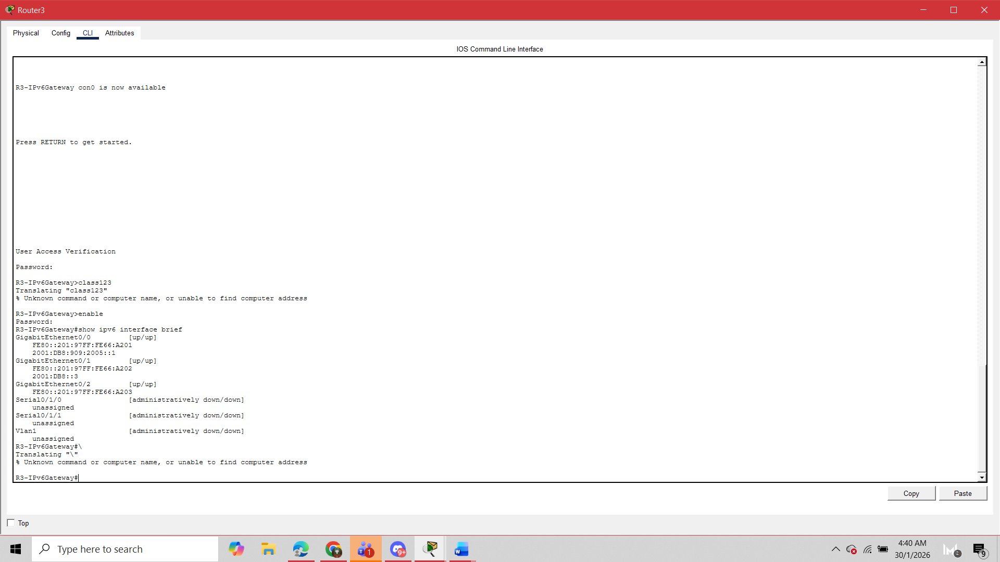 Router3
Physical Config CLI Attributes
IOS Command Line Interface
R3-IPv6Gateway con0 is now available
Press RETURN to get started.
User Access Verification
Password:
R3-IPv6Gateway>class123
Translating "class123"
% Unknown command or computer name, or unable to find computer address
R3-IPv6Gateway>enable
Password:
R3-IPv6Gateway#show ipv6 interface brief
GigabitEthernet0/0 [up/up]
FE80::201:97FF:FE66:A201
2001:DB8:909:2005::1
GigabitEthernet0/1 [up/up]
FE80::201:97FF:FE66:A202
2001:DB8::3
GigabitEthernet0/2 [up/up]
FE80::201:97FF:FE66:A203
Serial0/1/0 [administratively down/down]
unassigned
Serial0/1/1 [administratively down/down]
unassigned
Vlan1 [administratively down/down]
unassigned
R3-IPv6Gateway#\
Translating "\"
% Unknown command or computer name, or unable to find computer address
R3-IPv6Gateway#
Copy Paste
Top
Type here to search
T 1
9+
W
4:40 AM
30/1/2026
2
9